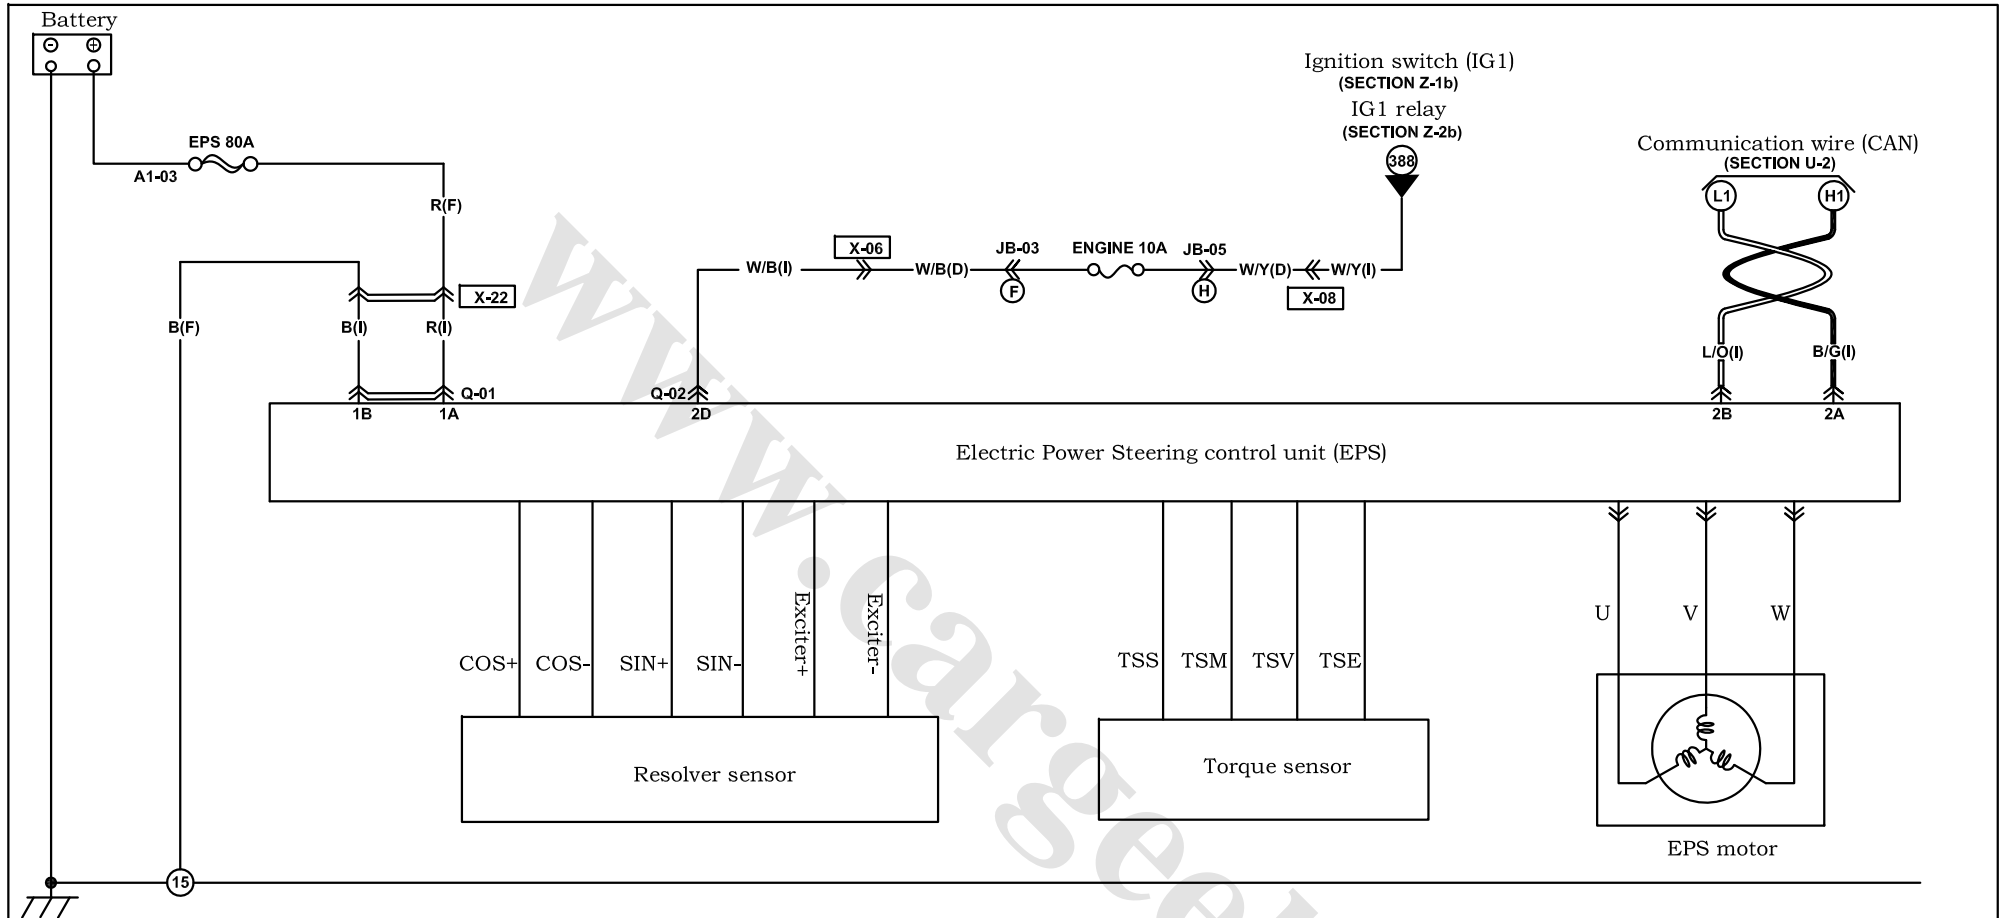 Battery
- +
Ignition switch (IG1)
(SECTION Z-1b)
IG1 relay
(SECTION Z-2b)
388
EPS 80A
A1-03
Communication wire (CAN)
(SECTION U-2)
L1 H1
R(F)
X-06
JB-03 ENGINE 10A JB-05
W/B(I) W/B(D) W/Y(D) W/Y(I)
F H
X-22
X-08
B(F) B(I) R(I)
L/O(I) B/G(I)
Q-01 Q-02
1B 1A 2D 2B 2A
Electric Power Steering control unit (EPS)
COS+ COS- SIN+ SIN- Exciter+ Exciter-
TSS TSM TSV TSE
U V W
Resolver sensor
Torque sensor
EPS motor
15